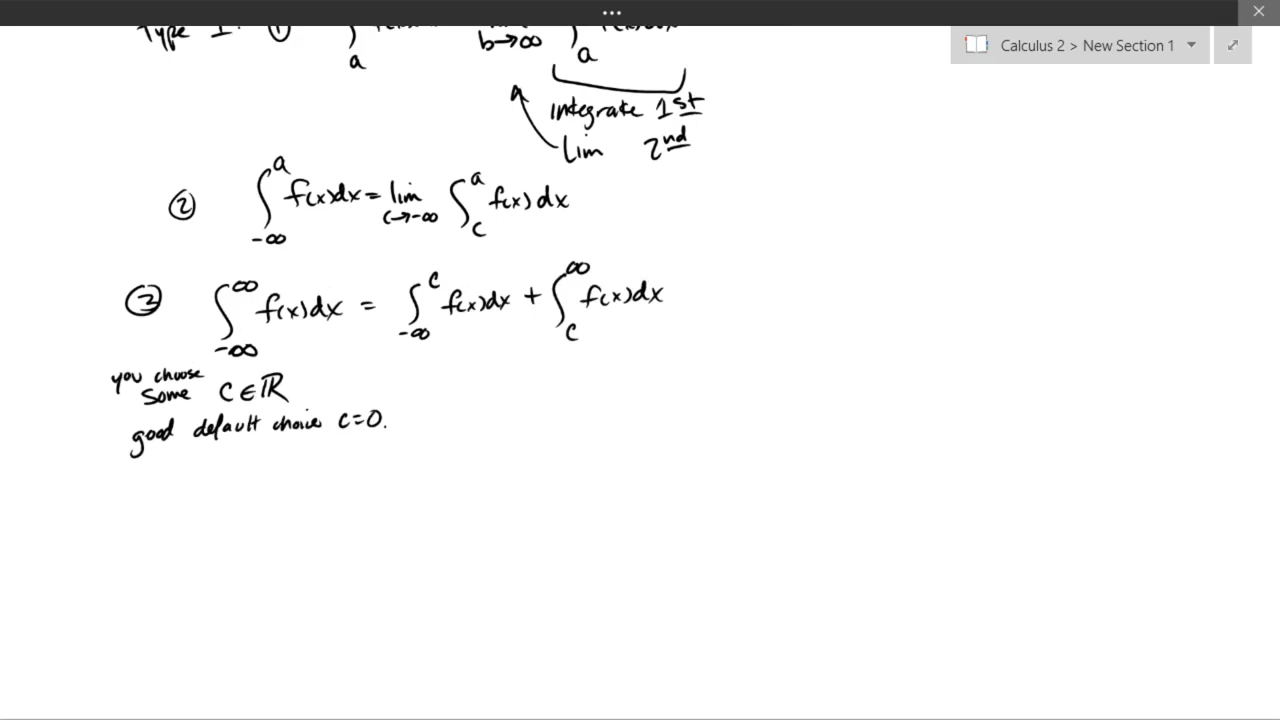 Calculus 2 > New Section 1
Type I: ①
a
b→∞
a
integrate 1st
lim 2nd
② ∫_{-∞}^{a} f(x)dx = lim_{c→-∞} ∫_{c}^{a} f(x)dx
③ ∫_{-∞}^{∞} f(x)dx = ∫_{-∞}^{c} f(x)dx + ∫_{c}^{∞} f(x)dx
you choose
some c∈ℝ
good default choice c=0.